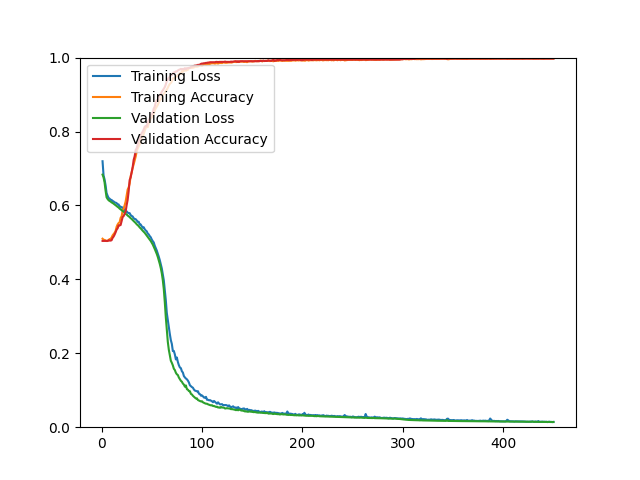 1.0
0.8
0.6
0.4
0.2
0.0
Training Loss
Training Accuracy
Validation Loss
Validation Accuracy
0 100 200 300 400